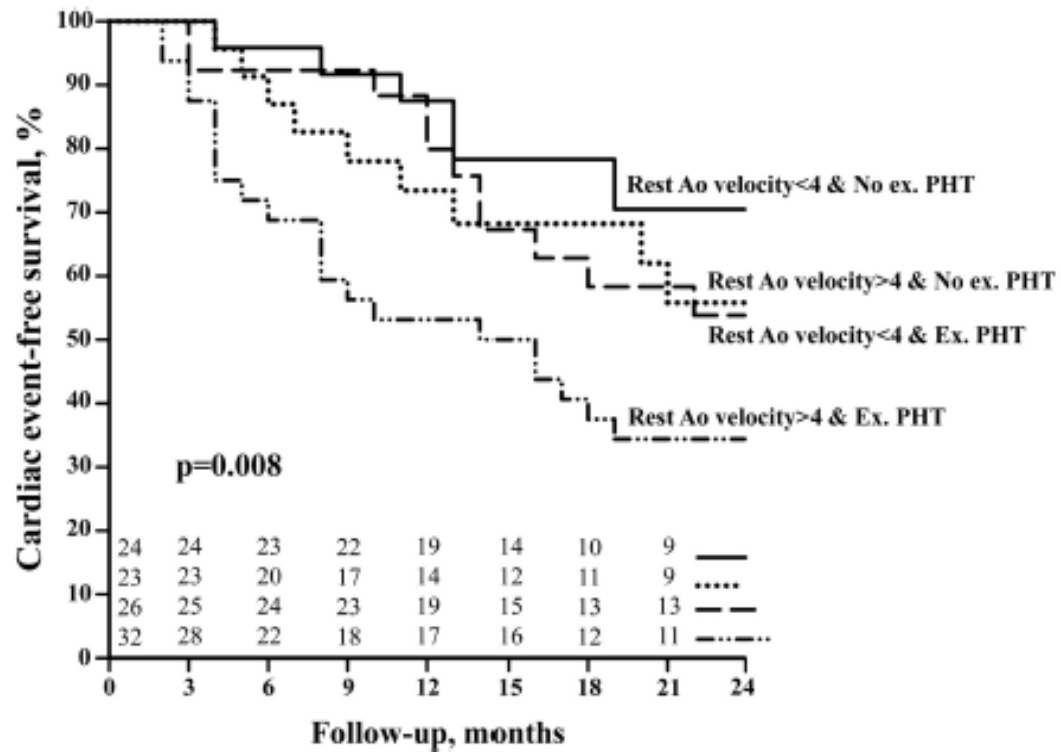 Cardiac event-free survival, %
100
90
80
70
60
50
40
30
20
10
0
Rest Ao velocity<4 & No ex. PHT
Rest Ao velocity>4 & No ex. PHT
Rest Ao velocity<4 & Ex. PHT
Rest Ao velocity>4 & Ex. PHT
p=0.008
24 24 23 22 19 14 10 9
23 23 20 17 14 12 11 9
26 25 24 23 19 15 13 13
32 28 22 18 17 16 12 11
0 3 6 9 12 15 18 21 24
Follow-up, months